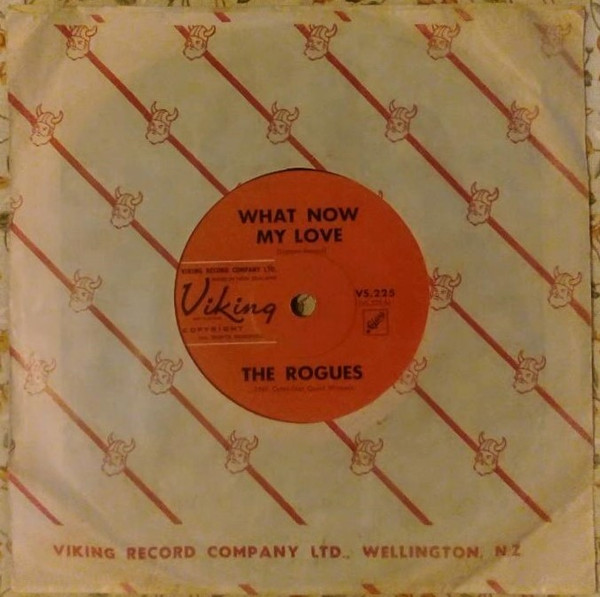 WHAT NOW
MY LOVE
VIKING RECORD COMPANY LTD.
Viking
COPYRIGHT
VS.225
THE ROGUES
VIKING RECORD COMPANY LTD., WELLINGTON, N.Z